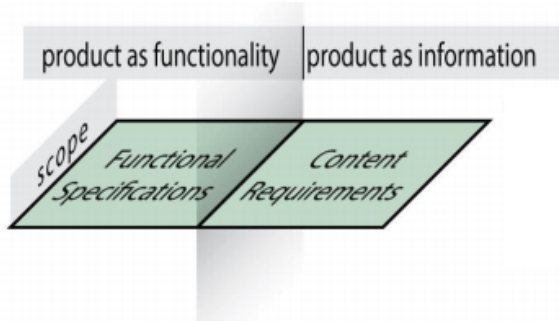 product as functionality
product as information
scope
Functional
Specifications
Content
Requirements